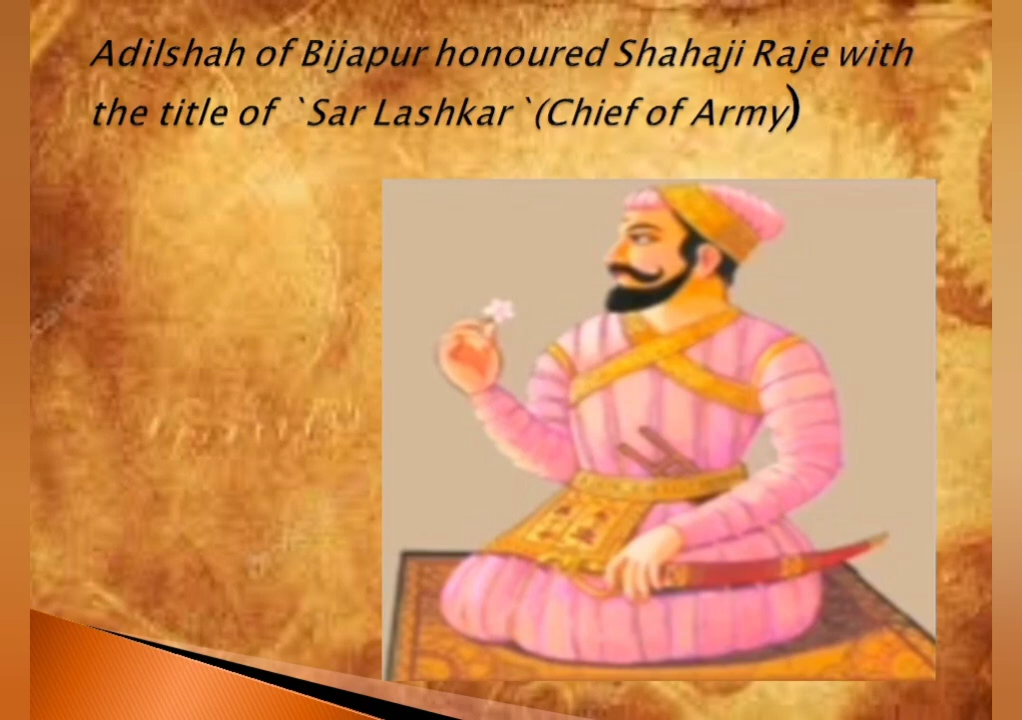 Adilshah of Bijapur honoured Shahaji Raje with
the title of `Sar Lashkar`(Chief of Army)